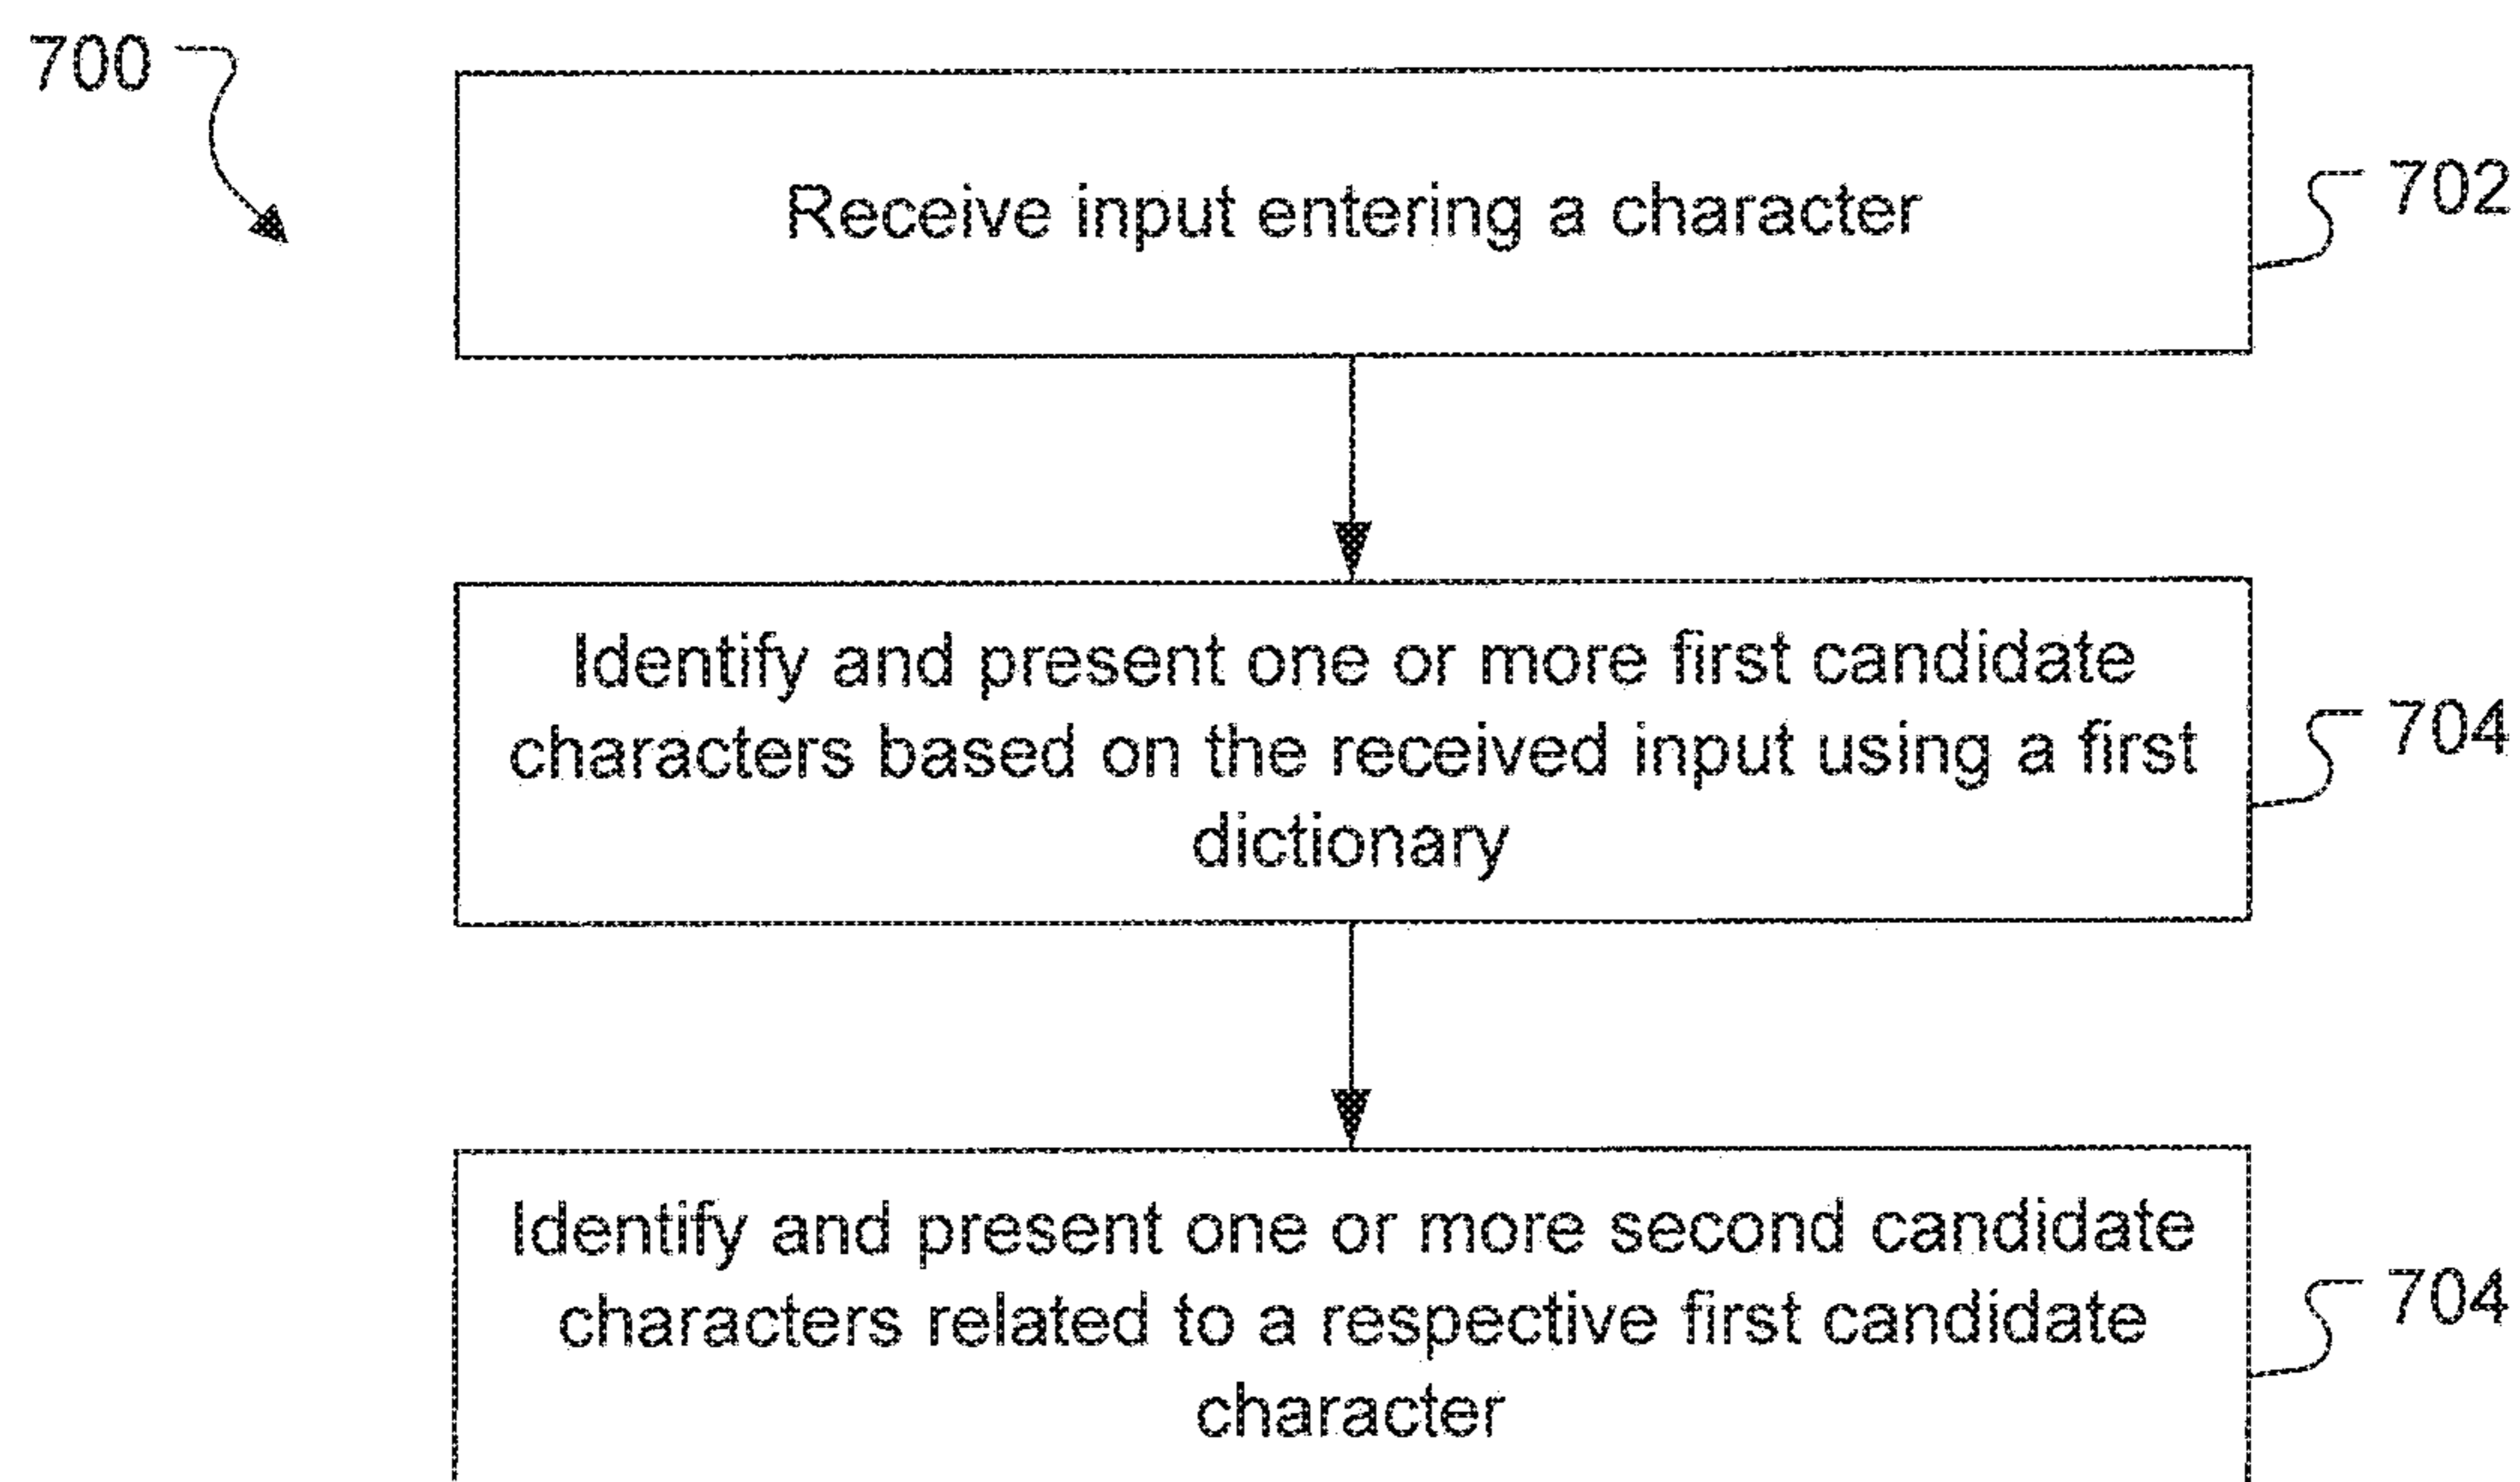 700
Receive input entering a character
702
Identify and present one or more first candidate
characters based on the received input using a first
dictionary
704
Identify and present one or more second candidate
characters related to a respective first candidate
character
704